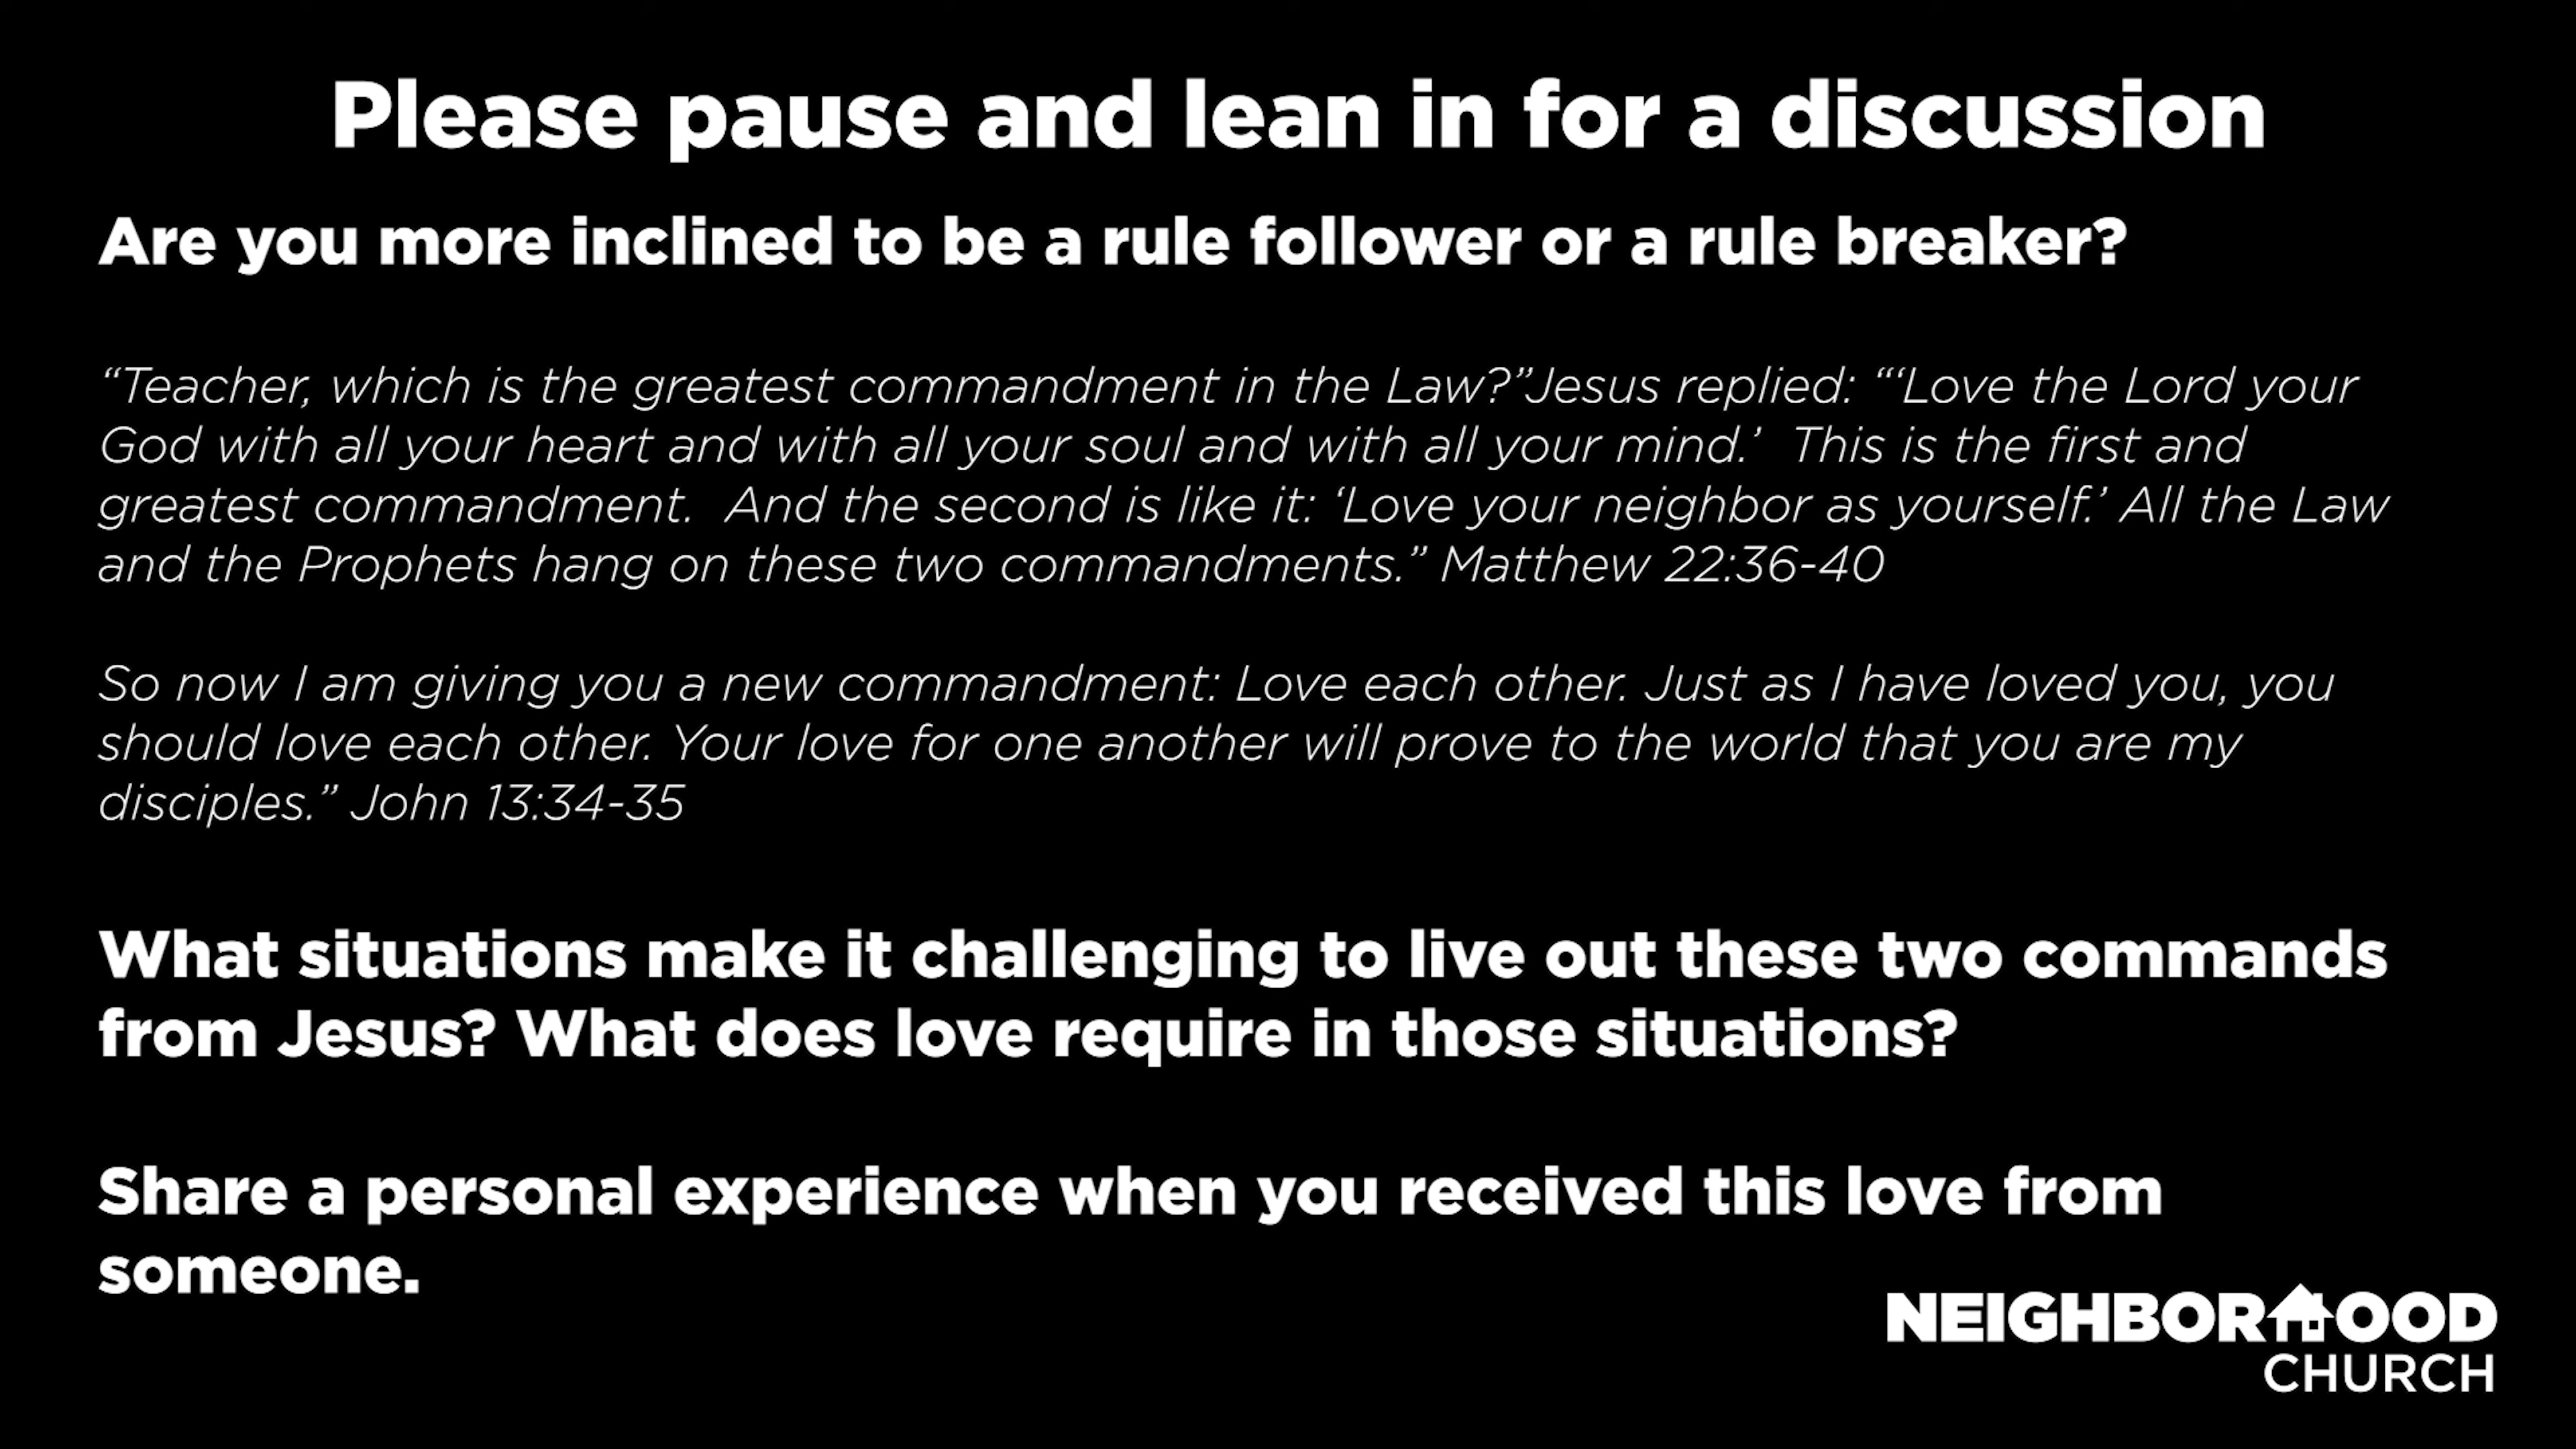 Please pause and lean in for a discussion
Are you more inclined to be a rule follower or a rule breaker?
“Teacher, which is the greatest commandment in the Law?”Jesus replied: “‘Love the Lord your
God with all your heart and with all your soul and with all your mind.’  This is the first and
greatest commandment.  And the second is like it: ‘Love your neighbor as yourself.’ All the Law
and the Prophets hang on these two commandments.” Matthew 22:36-40
So now I am giving you a new commandment: Love each other. Just as I have loved you, you
should love each other. Your love for one another will prove to the world that you are my
disciples.” John 13:34-35
What situations make it challenging to live out these two commands
from Jesus? What does love require in those situations?
Share a personal experience when you received this love from
someone.
NEIGHBORHOOD
CHURCH